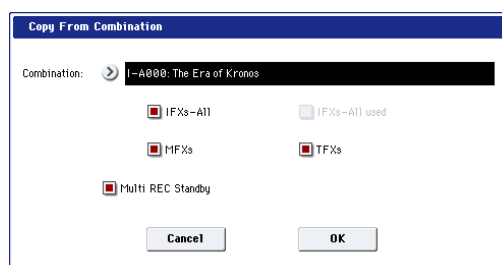 Copy From Combination
Combination: I-A000: The Era of Kronos
IFXs-All IFXs-All used
MFXs TFXs
Multi REC Standby
Cancel OK